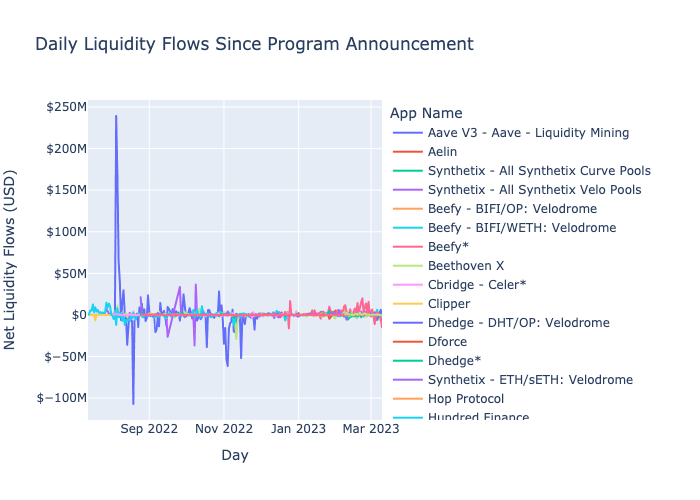 Daily Liquidity Flows Since Program Announcement
App Name
$250M
$200M
$150M
$100M
$50M
$0
$−50M
$−100M
Net Liquidity Flows (USD)
Sep 2022
Nov 2022
Jan 2023
Mar 2023
Day
Aave V3 - Aave - Liquidity Mining
Aelin
Synthetix - All Synthetix Curve Pools
Synthetix - All Synthetix Velo Pools
Beefy - BIFI/OP: Velodrome
Beefy - BIFI/WETH: Velodrome
Beefy*
Beethoven X
Cbridge - Celer*
Clipper
Dhedge - DHT/OP: Velodrome
Dforce
Dhedge*
Synthetix - ETH/sETH: Velodrome
Hop Protocol
Hundred Finance